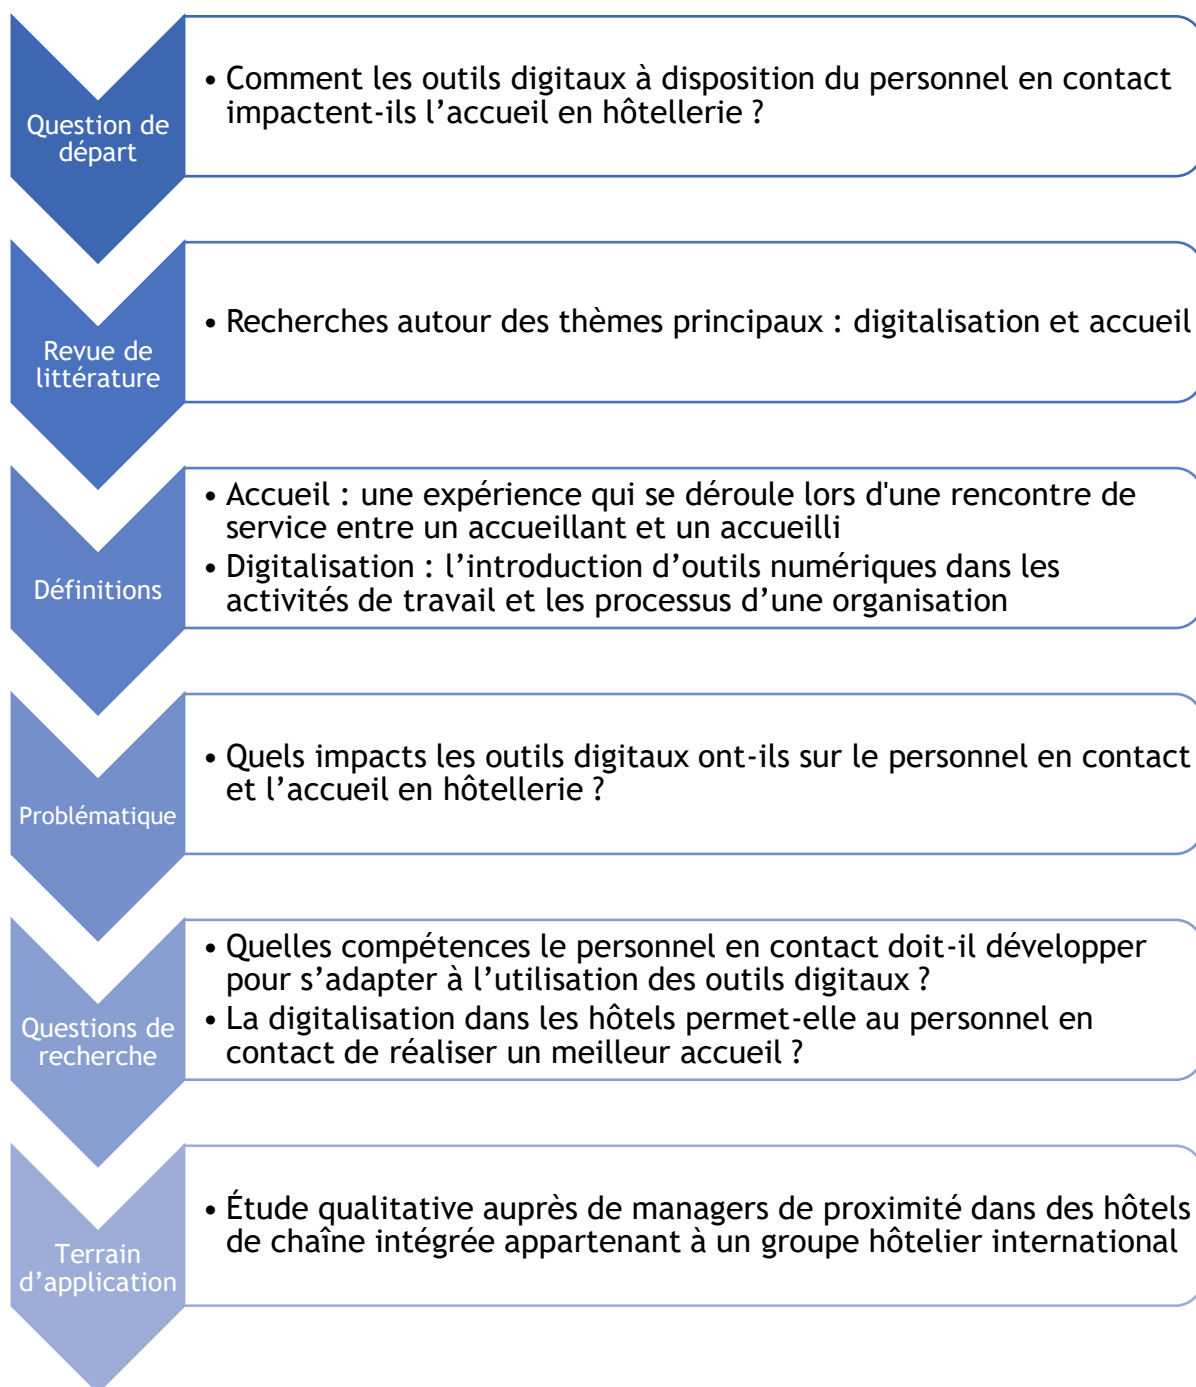 Question de
départ
• Comment les outils digitaux à disposition du personnel en contact
impactent-ils l’accueil en hôtellerie ?
Revue de
littérature
• Recherches autour des thèmes principaux : digitalisation et accueil
Définitions
• Accueil : une expérience qui se déroule lors d'une rencontre de
service entre un accueillant et un accueilli
• Digitalisation : l’introduction d’outils numériques dans les
activités de travail et les processus d’une organisation
Problématique
• Quels impacts les outils digitaux ont-ils sur le personnel en contact
et l’accueil en hôtellerie ?
Questions de
recherche
• Quelles compétences le personnel en contact doit-il développer
pour s’adapter à l’utilisation des outils digitaux ?
• La digitalisation dans les hôtels permet-elle au personnel en
contact de réaliser un meilleur accueil ?
Terrain
d’application
• Étude qualitative auprès de managers de proximité dans des hôtels
de chaîne intégrée appartenant à un groupe hôtelier international